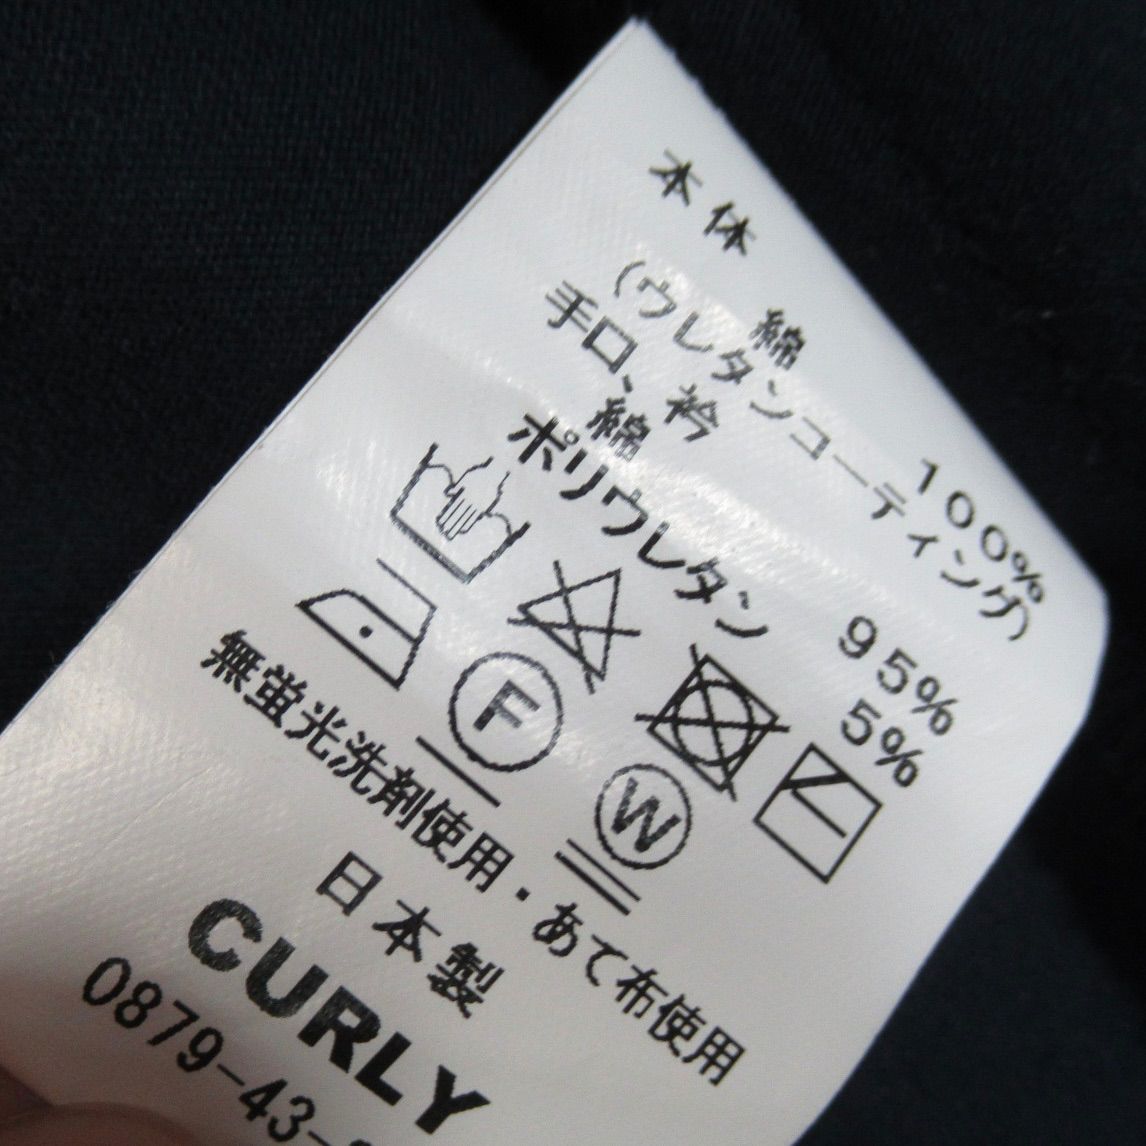 本体 綿 100%
(ウレタンコーティング)
手口、衿
綿 95%
ポリウレタン 5%
F W
無蛍光洗剤使用・あて布使用
日本製
CURLY
0879-43-